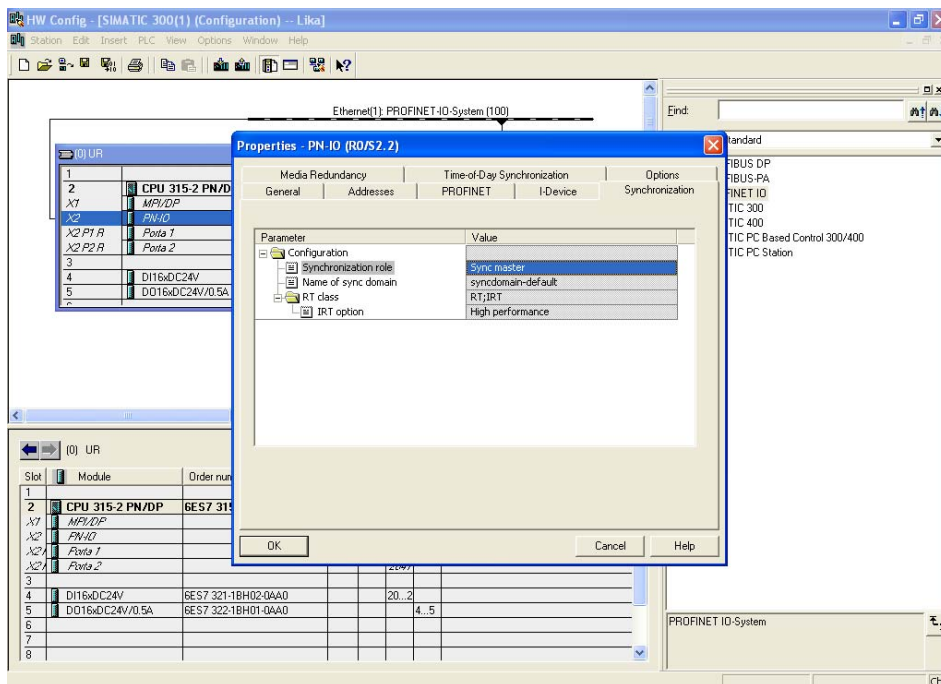 HW Config - [SIMATIC 300(1) (Configuration) -- Lika]
Station Edit Insert PLC View Options Window Help
Ethernet(1): PROFINET-IO-System (100)
Find:
(0) UR
1
2 CPU 315-2 PN/D
X1 MPI/DP
X2 PN-IO
X2 P1 R Porta 1
X2 P2 R Porta 2
3
4 DI16xDC24V
5 DO16xDC24V/0.5A
Properties - PN-IO (R0/S2.2)
Media Redundancy Time-of-Day Synchronization Options
General Addresses PROFINET I-Device Synchronization
Parameter Value
Configuration
Synchronization role Sync master
Name of sync domain syncdomain-default
RT class RT;IRT
IRT option High performance
OK Cancel Help
tandard
FIBUS DP
FIBUS-PA
FINET IO
TIC 300
TIC 400
TIC PC Based Control 300/400
TIC PC Station
(0) UR
Slot Module Order num
1
2 CPU 315-2 PN/DP 6ES7 315
X1 MPI/DP
X2 PN-IO
X2 Porta 1
X2 Porta 2 2041
3
4 DI16xDC24V 6ES7 321-1BH02-0AA0 20...2
5 DO16xDC24V/0.5A 6ES7 322-1BH01-0AA0 4...5
6
7
8
PROFINET IO-System
Ch